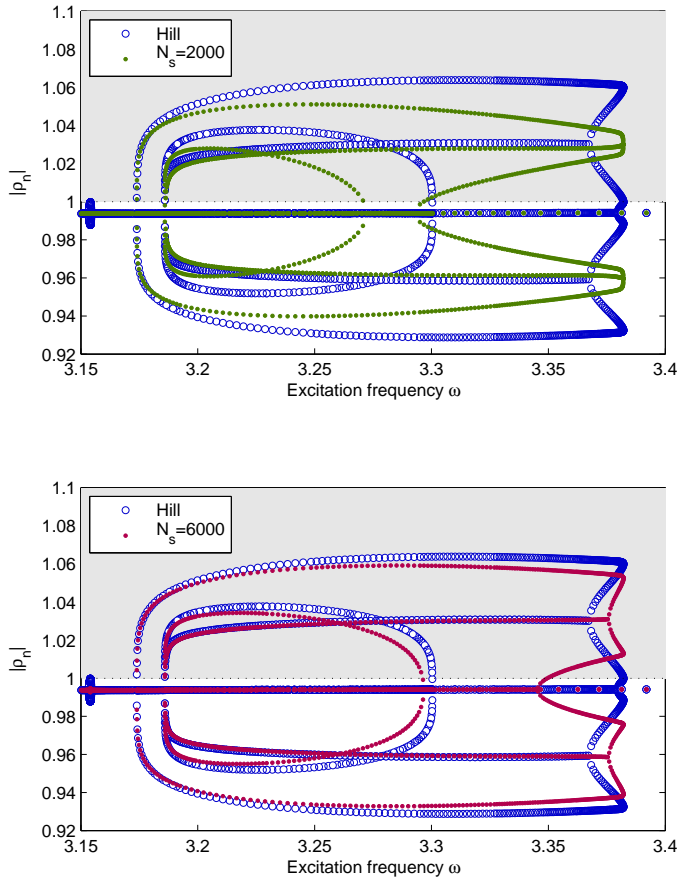 1.1
1.08
1.06
1.04
1.02
1
0.98
0.96
0.94
0.92
|ρn|
Hill
Ns=2000
3.15 3.2 3.25 3.3 3.35 3.4
Excitation frequency ω
1.1
1.08
1.06
1.04
1.02
1
0.98
0.96
0.94
0.92
|ρn|
Hill
Ns=6000
3.15 3.2 3.25 3.3 3.35 3.4
Excitation frequency ω